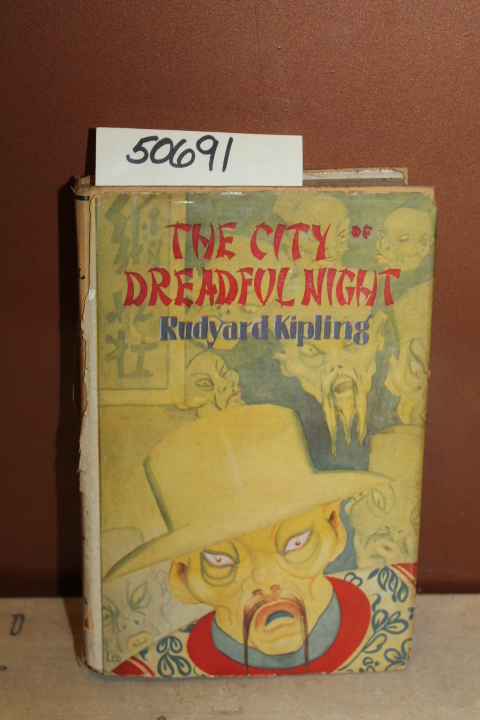 50691
THE CITY OF
DREADFUL NIGHT
Rudyard Kipling